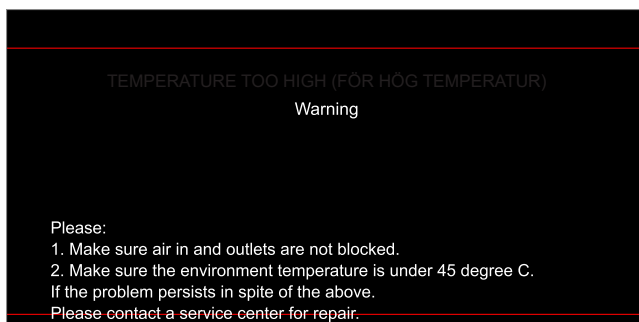 TEMPERATURE TOO HIGH (FÖR HÖG TEMPERATUR)
Warning
Please:
1. Make sure air in and outlets are not blocked.
2. Make sure the environment temperature is under 45 degree C.
If the problem persists in spite of the above.
Please contact a service center for repair.